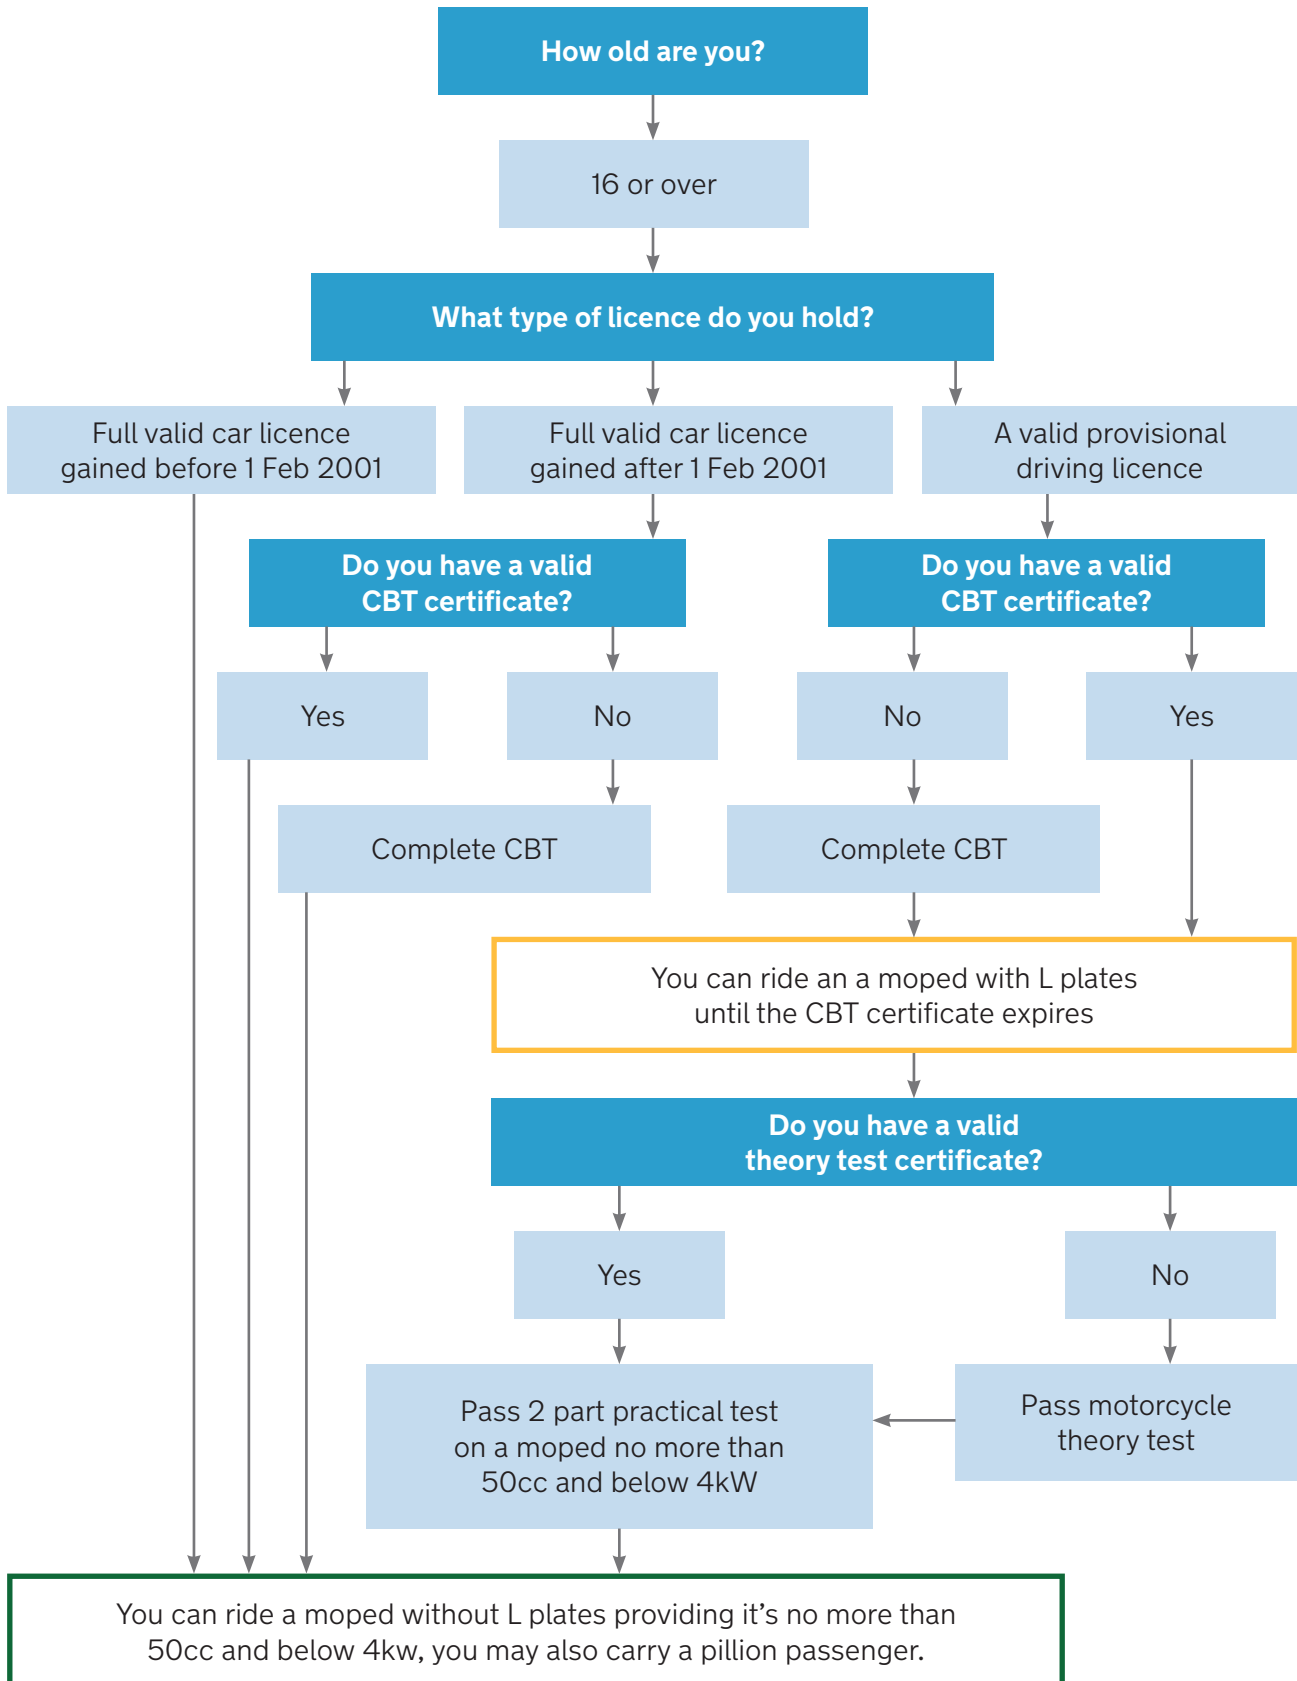 How old are you?
16 or over
What type of licence do you hold?
Full valid car licence
gained before 1 Feb 2001
Full valid car licence
gained after 1 Feb 2001
A valid provisional
driving licence
Do you have a valid
CBT certificate?
Do you have a valid
CBT certificate?
Yes
No
No
Yes
Complete CBT
Complete CBT
You can ride an a moped with L plates
until the CBT certificate expires
Do you have a valid
theory test certificate?
Yes
No
Pass 2 part practical test
on a moped no more than
50cc and below 4kW
Pass motorcycle
theory test
You can ride a moped without L plates providing it’s no more than
50cc and below 4kw, you may also carry a pillion passenger.